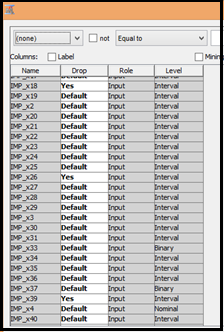 (none) not Equal to
Columns: Label Mining
Name Drop Role Level
IMP_x18 Yes Input Interval
IMP_x19 Default Input Interval
IMP_x2 Default Input Interval
IMP_x20 Default Input Interval
IMP_x21 Default Input Interval
IMP_x22 Default Input Interval
IMP_x23 Default Input Interval
IMP_x24 Default Input Interval
IMP_x25 Default Input Interval
IMP_x26 Yes Input Interval
IMP_x27 Default Input Interval
IMP_x28 Default Input Interval
IMP_x29 Default Input Interval
IMP_x3 Default Input Interval
IMP_x30 Default Input Interval
IMP_x31 Default Input Interval
IMP_x33 Default Input Binary
IMP_x34 Default Input Interval
IMP_x35 Default Input Interval
IMP_x36 Default Input Interval
IMP_x37 Default Input Binary
IMP_x39 Yes Input Interval
IMP_x4 Default Input Nominal
IMP_x40 Default Input Interval